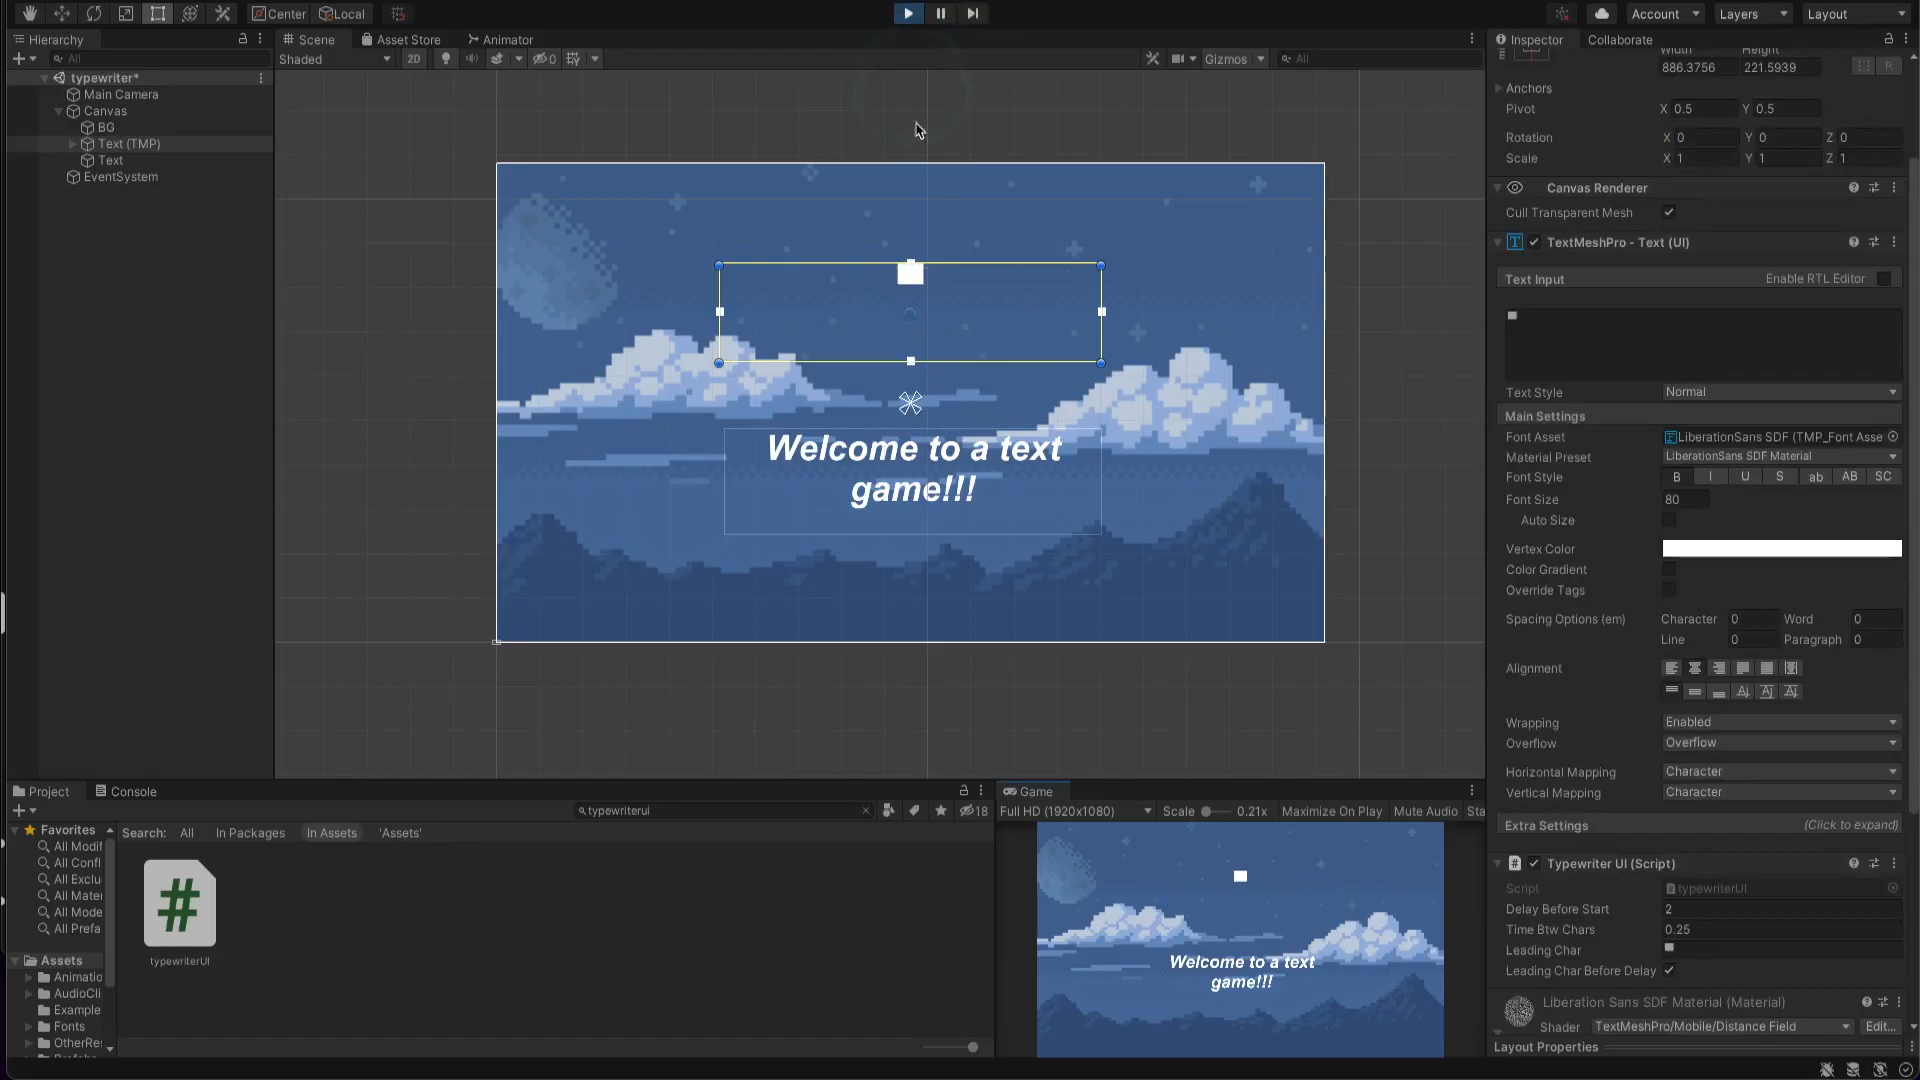 Center
Local
Account
Layers
Layout
Hierarchy
All
typewriter*
Main Camera
Canvas
BG
Text (TMP)
Text
EventSystem
Scene
Asset Store
Animator
Shaded
2D
0
Gizmos
All
Welcome to a text
game!!!
Inspector
Collaborate
Width
Height
886.3756
221.5939
R
Anchors
Pivot
X 0.5
Y 0.5
Rotation
X 0
Y 0
Z 0
Scale
X 1
Y 1
Z 1
Canvas Renderer
Cull Transparent Mesh
TextMeshPro - Text (UI)
Text Input
Enable RTL Editor
Text Style
Normal
Main Settings
Font Asset
LiberationSans SDF (TMP_Font Asse
Material Preset
LiberationSans SDF Material
Font Style
B
I
U
S
ab
AB
SC
Font Size
80
Auto Size
Vertex Color
Color Gradient
Override Tags
Spacing Options (em)
Character 0
Word 0
Line 0
Paragraph 0
Alignment
Wrapping
Enabled
Overflow
Overflow
Horizontal Mapping
Character
Vertical Mapping
Character
Extra Settings
(Click to expand)
Typewriter UI (Script)
Script
typewriterUI
Delay Before Start
2
Time Btw Chars
0.25
Leading Char
Leading Char Before Delay
Liberation Sans SDF Material (Material)
Shader
TextMeshPro/Mobile/Distance Field
Edit...
Layout Properties
Project
Console
typewriterui
18
Favorites
All Modif
All Confl
All Exclu
All Mater
All Mode
All Prefa
Assets
Animatio
AudioCli
Example
Fonts
OtherRes
Search:
All
In Packages
In Assets
'Assets'
#
typewriterUI
Game
Full HD (1920x1080)
Scale
0.21x
Maximize On Play
Mute Audio
Sta
Welcome to a text
game!!!